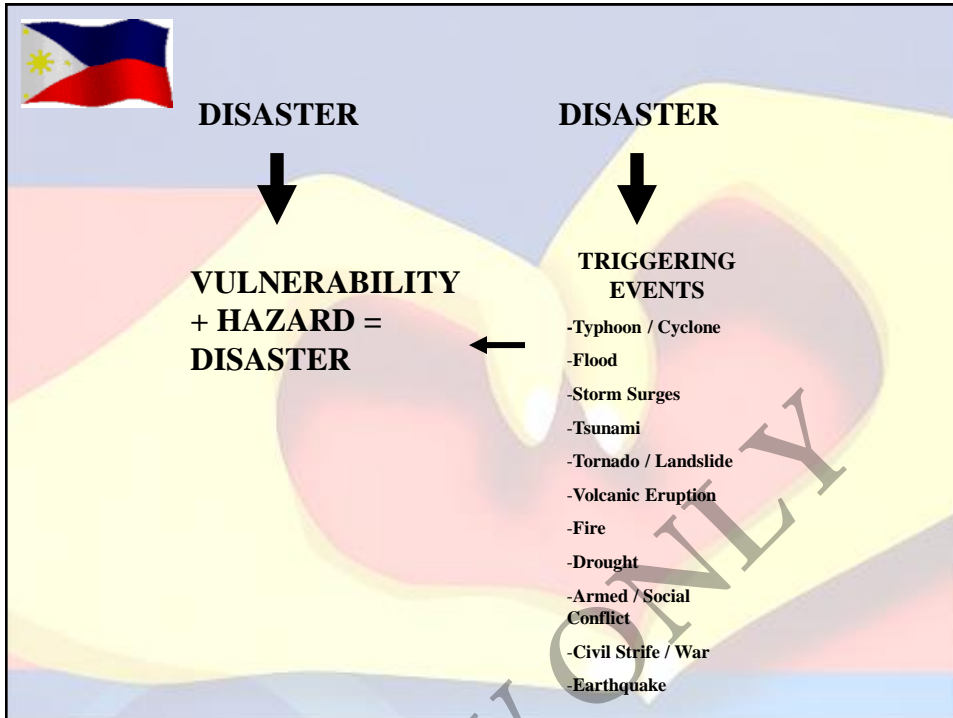 DISASTER
VULNERABILITY
+ HAZARD =
DISASTER
DISASTER
TRIGGERING
EVENTS
-Typhoon / Cyclone
-Flood
-Storm Surges
-Tsunami
-Tornado / Landslide
-Volcanic Eruption
-Fire
-Drought
-Armed / Social
Conflict
-Civil Strife / War
-Earthquake
ONLY